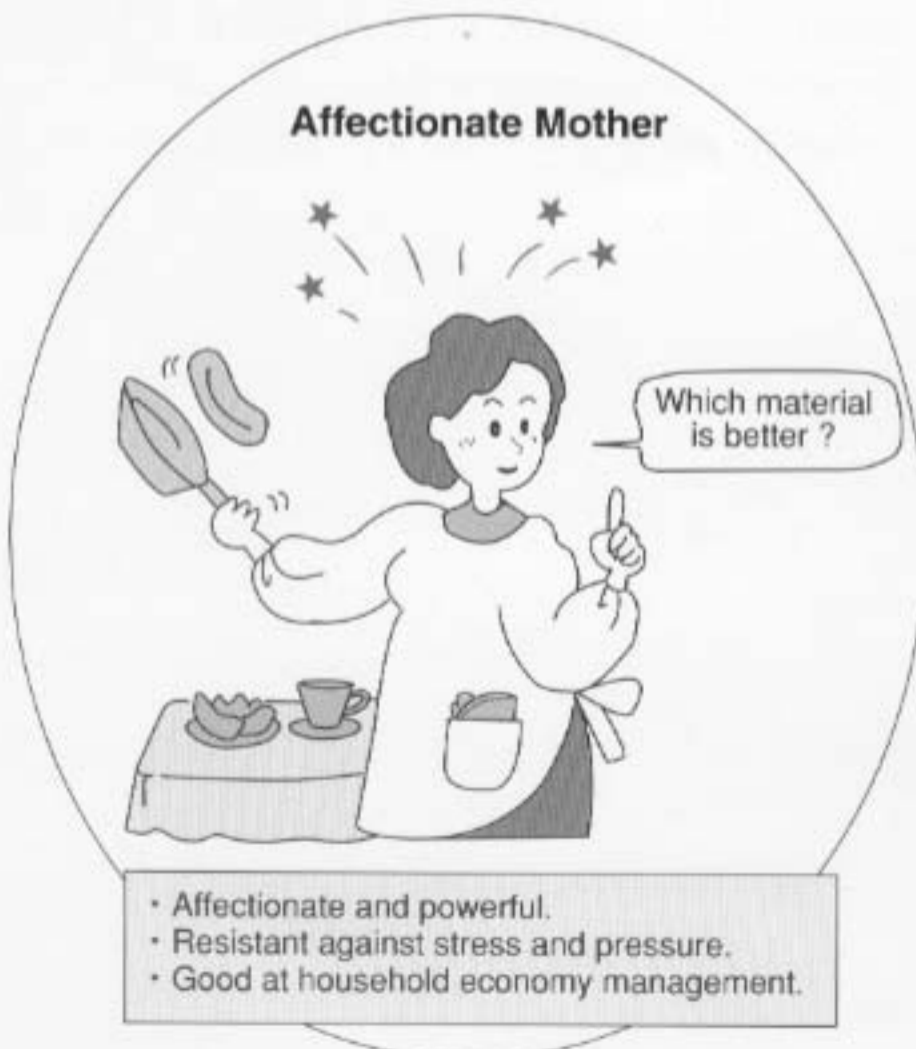 Affectionate Mother
Which material
is better ?
・Affectionate and powerful.
・Resistant against stress and pressure.
・Good at household economy management.